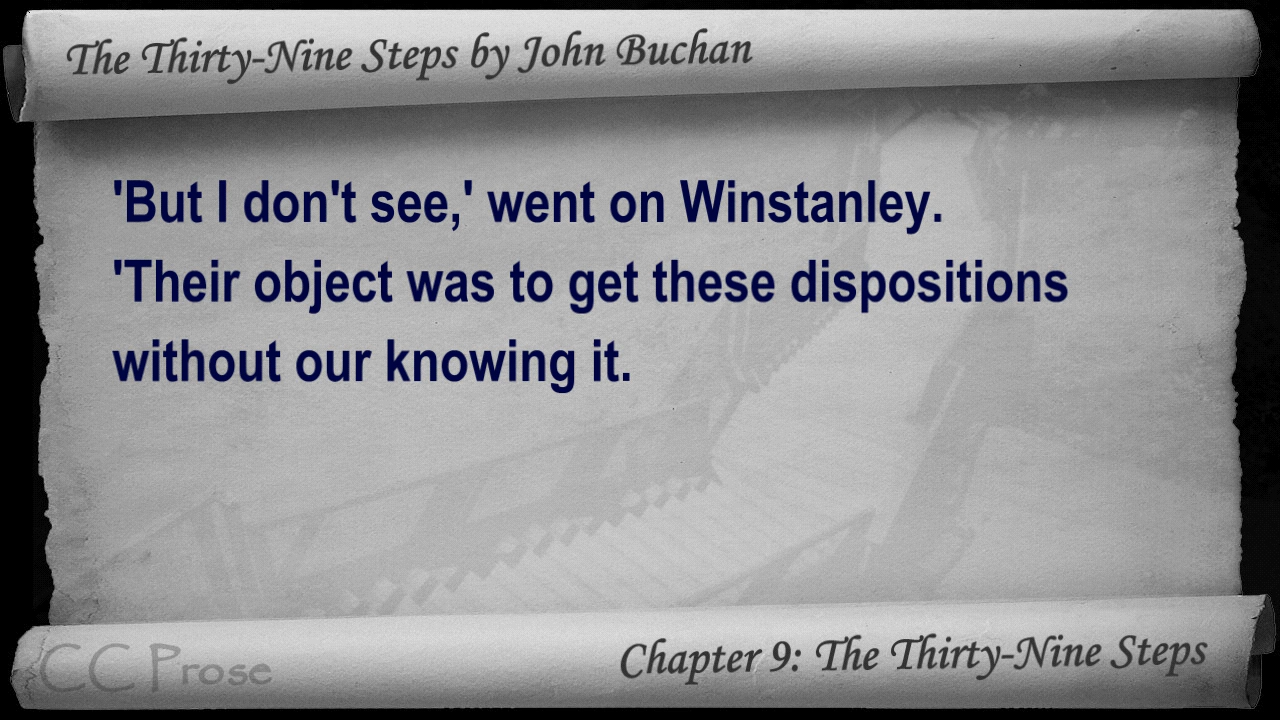 The Thirty-Nine Steps by John Buchan
'But I don't see,' went on Winstanley.
'Their object was to get these dispositions
without our knowing it.
CC Prose
Chapter 9: The Thirty-Nine Steps